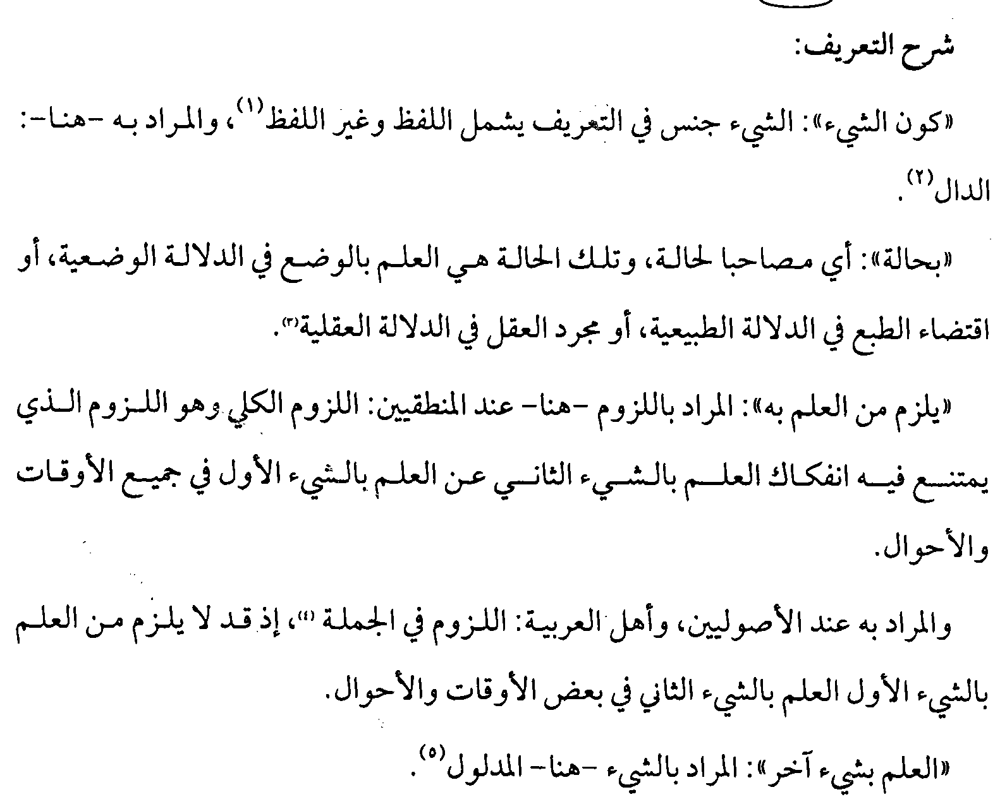 شرح التعريف:
«كون الشيء»: الشيء جنس في التعريف يشمل اللفظ وغير اللفظ(١)، والمراد به -هنا-:
الدال(٢).
«بحالة»: أي مصاحبا لحالة، وتلك الحالة هي العلم بالوضع في الدلالة الوضعية، أو
اقتضاء الطبع في الدلالة الطبيعية، أو مجرد العقل في الدلالة العقلية(٣).
«يلزم من العلم به»: المراد باللزوم -هنا- عند المنطقيين: اللزوم الكلي وهو اللزوم الذي
يمتنع فيه انفكاك العلم بالشيء الثاني عن العلم بالشيء الأول في جميع الأوقات
والأحوال.
والمراد به عند الأصوليين، وأهل العربية: اللزوم في الجملة (٤)، إذ قد لا يلزم من العلم
بالشيء الأول العلم بالشيء الثاني في بعض الأوقات والأحوال.
«العلم بشيء آخر»: المراد بالشيء -هنا- المدلول(٥).